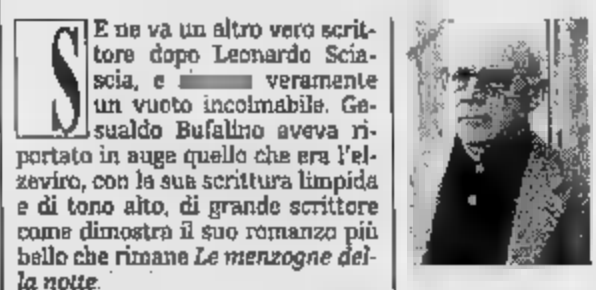 SE ne va un altro vero scrit-
tore dopo Leonardo Scia-
scia, e veramente
un vuoto incolmabile. Ge-
sualdo Bufalino aveva ri-
portato in auge quello che era l'el-
zeviro, con la sua scrittura limpida
e di tono alto, di grande scrittore
come dimostra il suo romanzo più
bello che rimane Le menzogne del-
la notte.